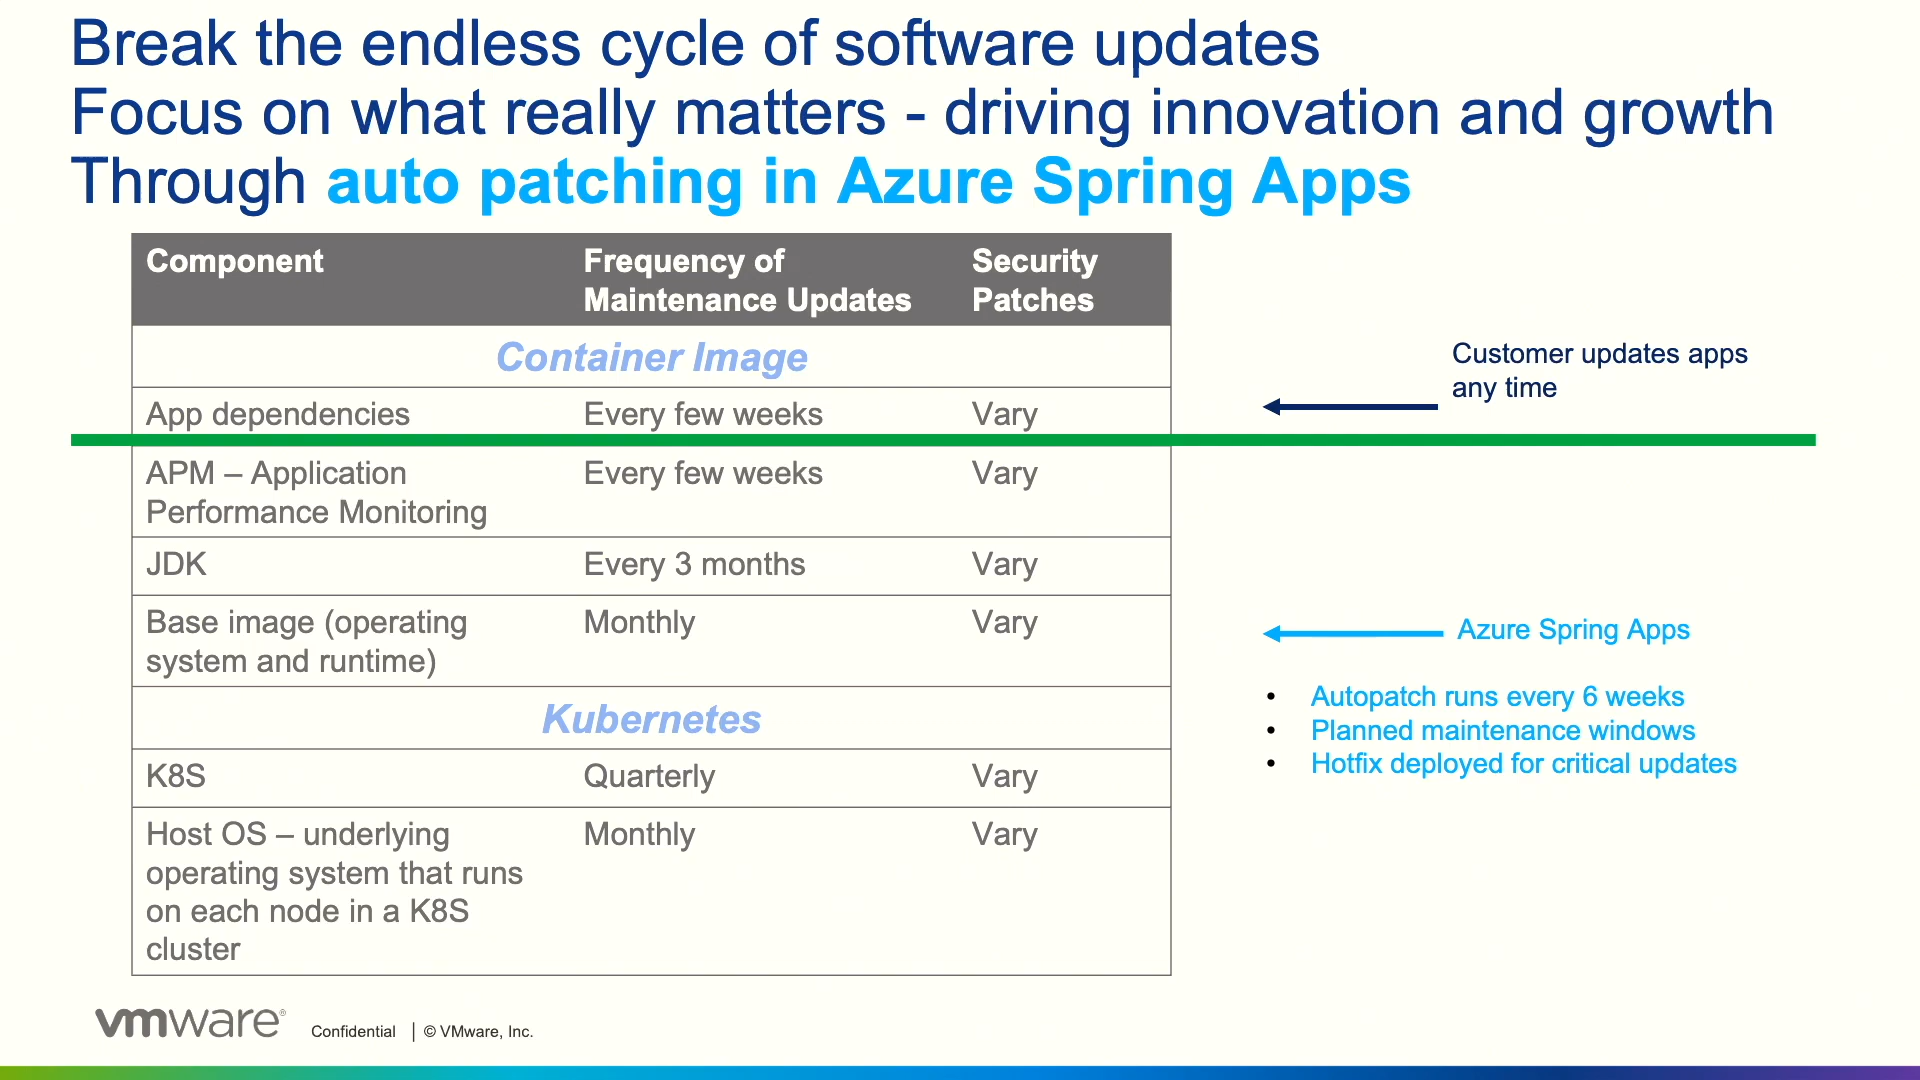 Break the endless cycle of software updates
Focus on what really matters - driving innovation and growth
Through auto patching in Azure Spring Apps
Component
Frequency of
Maintenance Updates
Security
Patches
Container Image
App dependencies
Every few weeks
Vary
APM – Application
Performance Monitoring
Every few weeks
Vary
JDK
Every 3 months
Vary
Base image (operating
system and runtime)
Monthly
Vary
Kubernetes
K8S
Quarterly
Vary
Host OS – underlying
operating system that runs
on each node in a K8S
cluster
Monthly
Vary
Customer updates apps
any time
Azure Spring Apps
• Autopatch runs every 6 weeks
• Planned maintenance windows
• Hotfix deployed for critical updates
vmware®
Confidential │ © VMware, Inc.